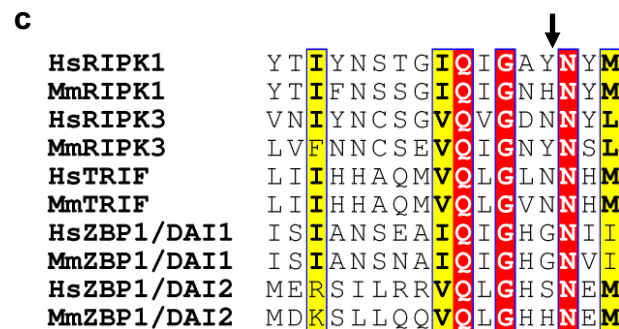 c
HsRIPK1 YTIYNSTGIQIGAYNYM
MmRIPK1 YTIFNSSGIQIGNHNYM
HsRIPK3 VNIYNCSGVQVGDNNYL
MmRIPK3 LVFNNCSEVQIGNYNSL
HsTRIF LIIHHAQMVQLGLNNHM
MmTRIF LIIHHAQMVQLGVNNHM
HsZBP1/DAI1 ISIANSEAIQIGHGNII
MmZBP1/DAI1 ISIANSNAIQIGHGNVI
HsZBP1/DAI2 MERSILRRVQLGHSNEM
MmZBP1/DAI2 MDKSLLQQVQLGHHNEM